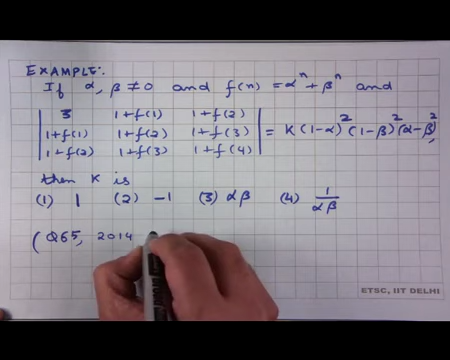 EXAMPLE:
If α, β ≠ 0 and f(n) = αⁿ + βⁿ and
| 3 1+f(1) 1+f(2) |
| 1+f(1) 1+f(2) 1+f(3) | = K(1-α)²(1-β)²(α-β)²,
| 1+f(2) 1+f(3) 1+f(4) |
then K is
(1) 1 (2) -1 (3) αβ (4) 1/αβ
(Q65, 2014
ETSC, IIT DELHI